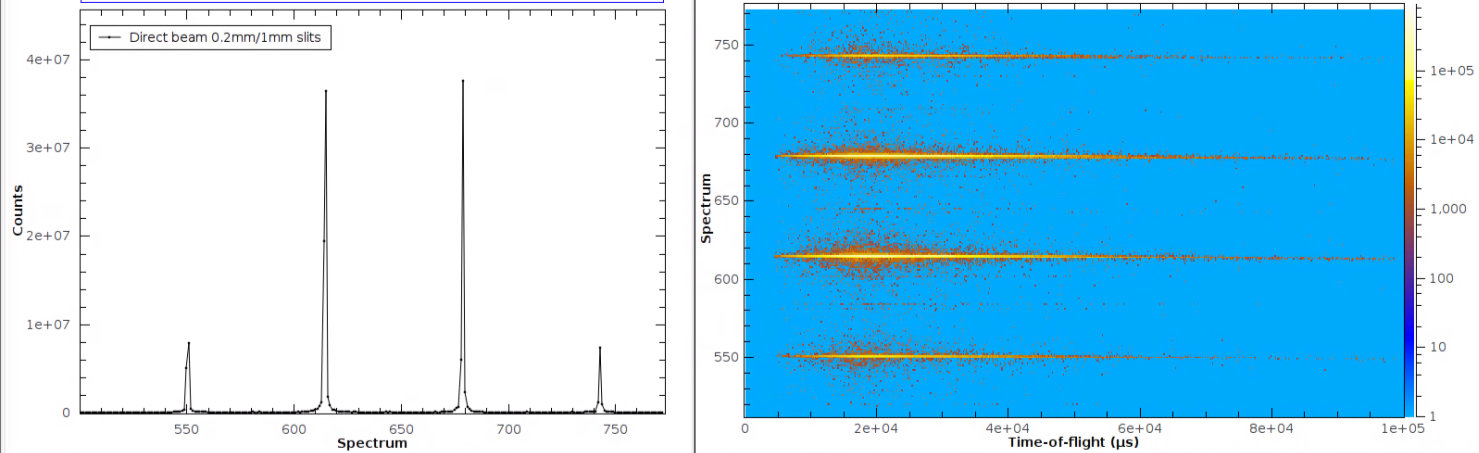 Direct beam 0.2mm/1mm slits
4e+07
3e+07
2e+07
1e+07
0
Counts
550
600
650
700
750
Spectrum
750
700
650
600
550
Spectrum
0
2e+04
4e+04
6e+04
8e+04
1e+05
Time-of-flight (μs)
1e+05
1e+04
1,000
100
10
1